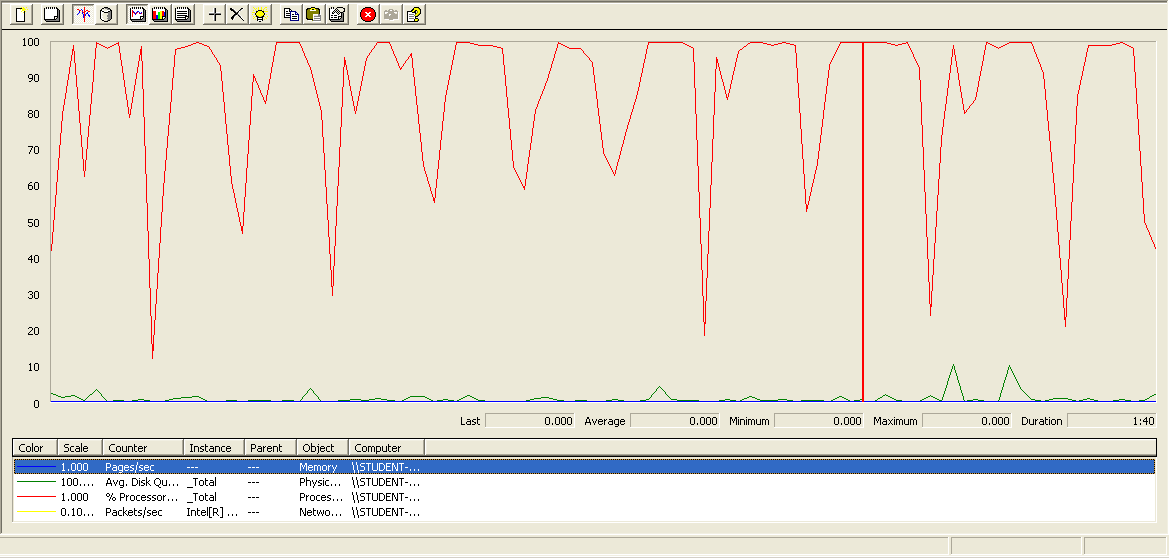 100
90
80
70
60
50
40
30
20
10
0
Last 0.000 Average 0.000 Minimum 0.000 Maximum 0.000 Duration 1:40
Color Scale Counter Instance Parent Object Computer
1.000 Pages/sec --- --- Memory \\STUDENT-...
100.... Avg. Disk Qu... _Total --- Physic... \\STUDENT-...
1.000 % Processor... _Total --- Proces... \\STUDENT-...
0.10... Packets/sec Intel[R] ... --- Netwo... \\STUDENT-...